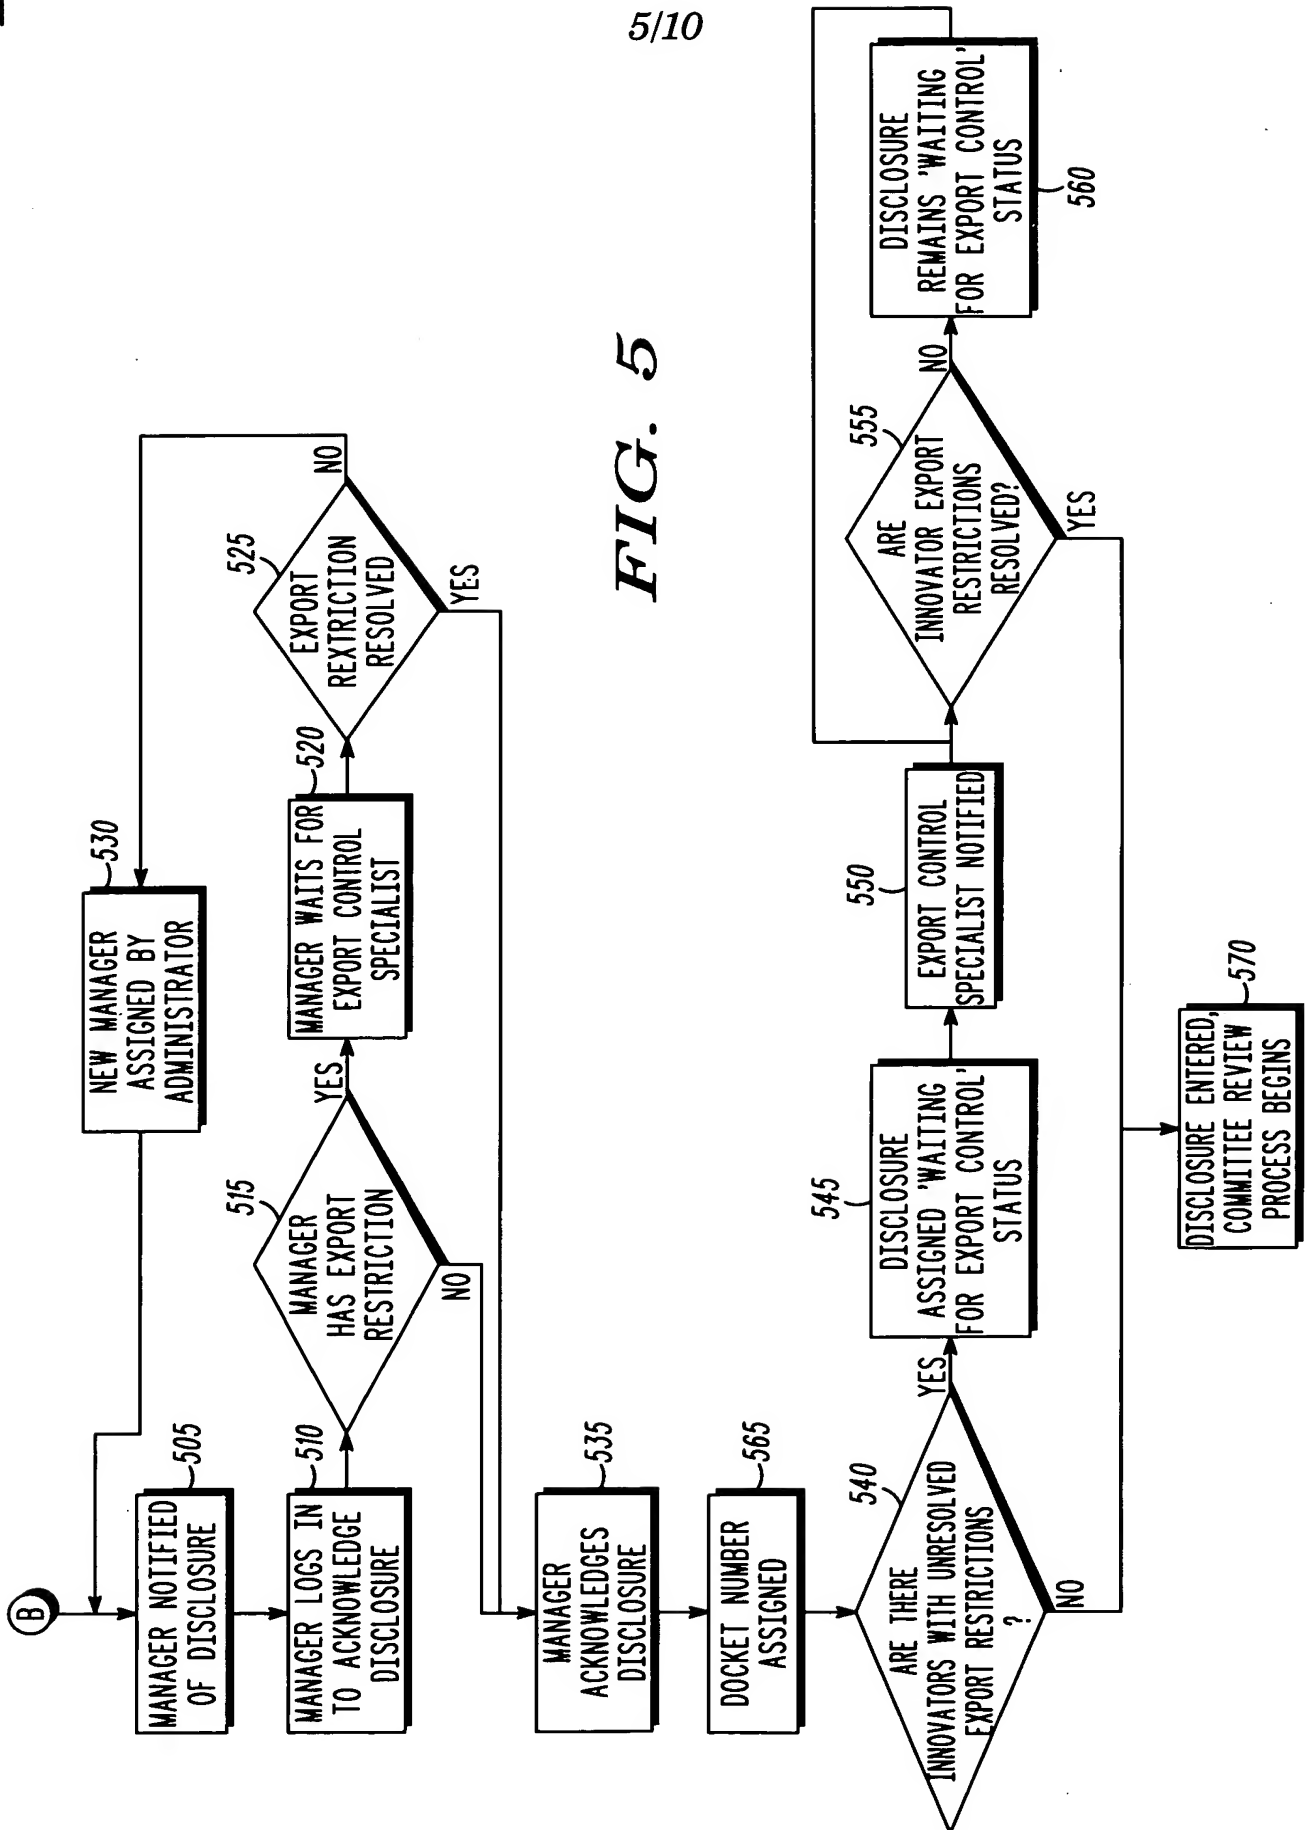 5/10
B
MANAGER NOTIFIED
OF DISCLOSURE
505
MANAGER LOGS IN
TO ACKNOWLEDGE
DISCLOSURE
510
MANAGER
HAS EXPORT
RESTRICTION
515
YES
NO
MANAGER WAITS FOR
EXPORT CONTROL
SPECIALIST
520
EXPORT
REXTRICTION
RESOLVED
525
NO
YES
NEW MANAGER
ASSIGNED BY
ADMINISTRATOR
530
MANAGER
ACKNOWLEDGES
DISCLOSURE
535
DOCKET NUMBER
ASSIGNED
565
ARE THERE
INNOVATORS WITH UNRESOLVED
EXPORT RESTRICTIONS
?
540
YES
NO
DISCLOSURE
ASSIGNED 'WAITING
FOR EXPORT CONTROL'
STATUS
545
EXPORT CONTROL
SPECIALIST NOTIFIED
550
ARE
INNOVATOR EXPORT
RESTRICTIONS
RESOLVED?
555
NO
YES
DISCLOSURE
REMAINS 'WAITING
FOR EXPORT CONTROL'
STATUS
560
DISCLOSURE ENTERED,
COMMITTEE REVIEW
PROCESS BEGINS
570
FIG. 5